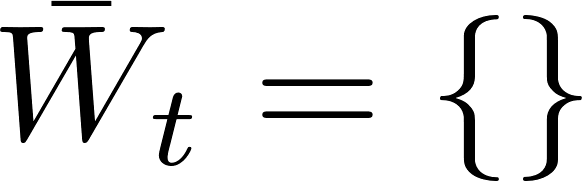 W̄_t = {}